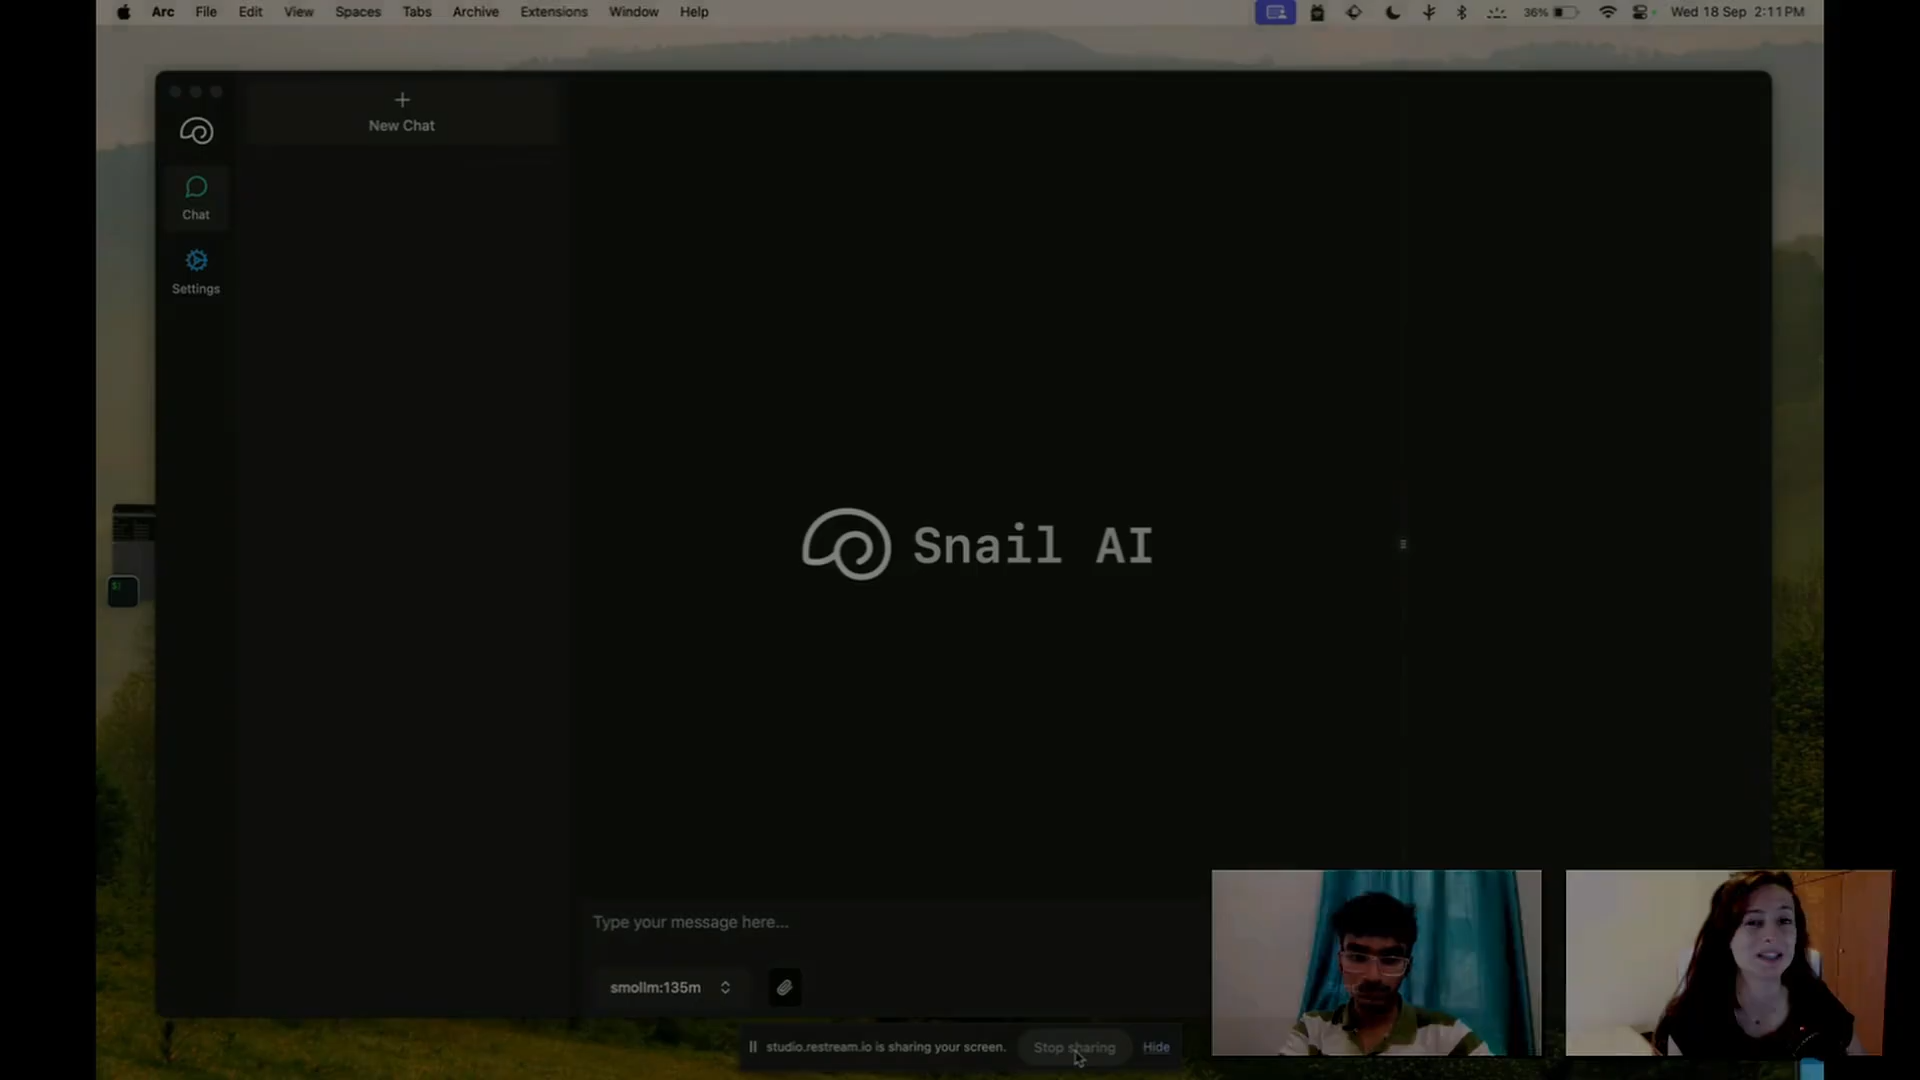 Arc File Edit View Spaces Tabs Archive Extensions Window Help 36% Wed 18 Sep 2:11 PM
New Chat
Chat
Settings
Snail AI
Type your message here...
smollm:135m
studio.restream.io is sharing your screen. Stop sharing Hide